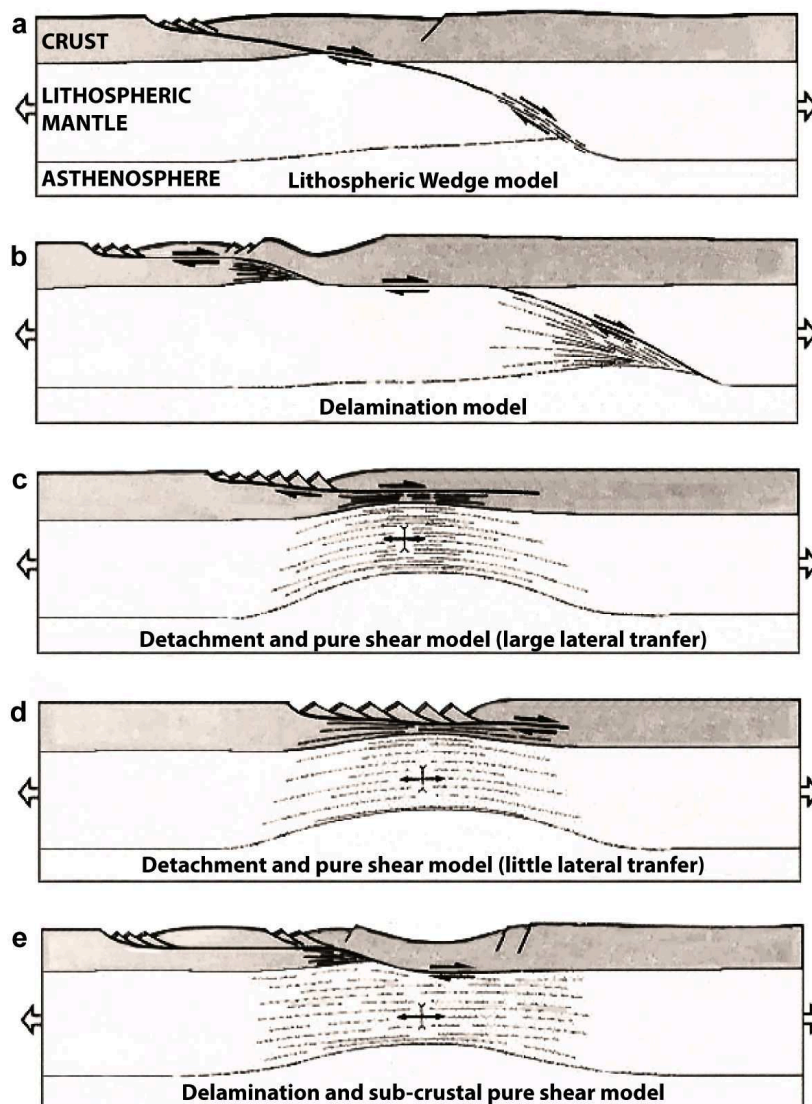 a
CRUST
LITHOSPHERIC
MANTLE
ASTHENOSPHERE
Lithospheric Wedge model
b
Delamination model
c
Detachment and pure shear model (large lateral tranfer)
d
Detachment and pure shear model (little lateral tranfer)
e
Delamination and sub-crustal pure shear model